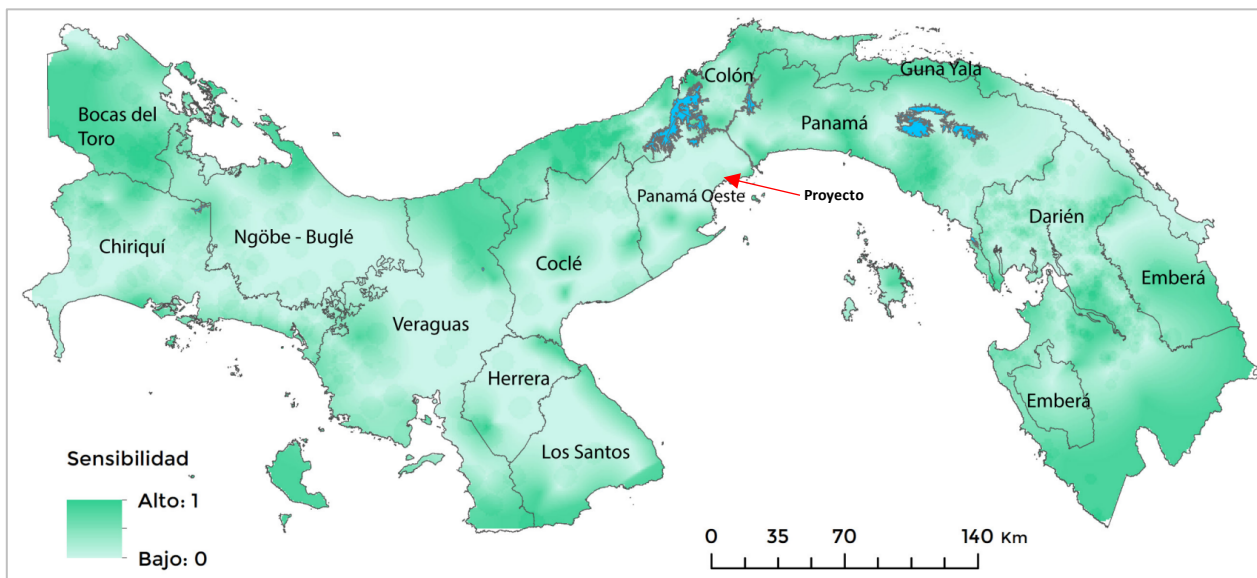 Colón
Guna Yala
Bocas del
Toro
Panamá
Panamá Oeste
Proyecto
Darién
Ngöbe - Buglé
Chiriquí
Coclé
Emberá
Veraguas
Herrera
Emberá
Los Santos
Sensibilidad
Alto: 1
Bajo: 0
0 35 70 140 Km